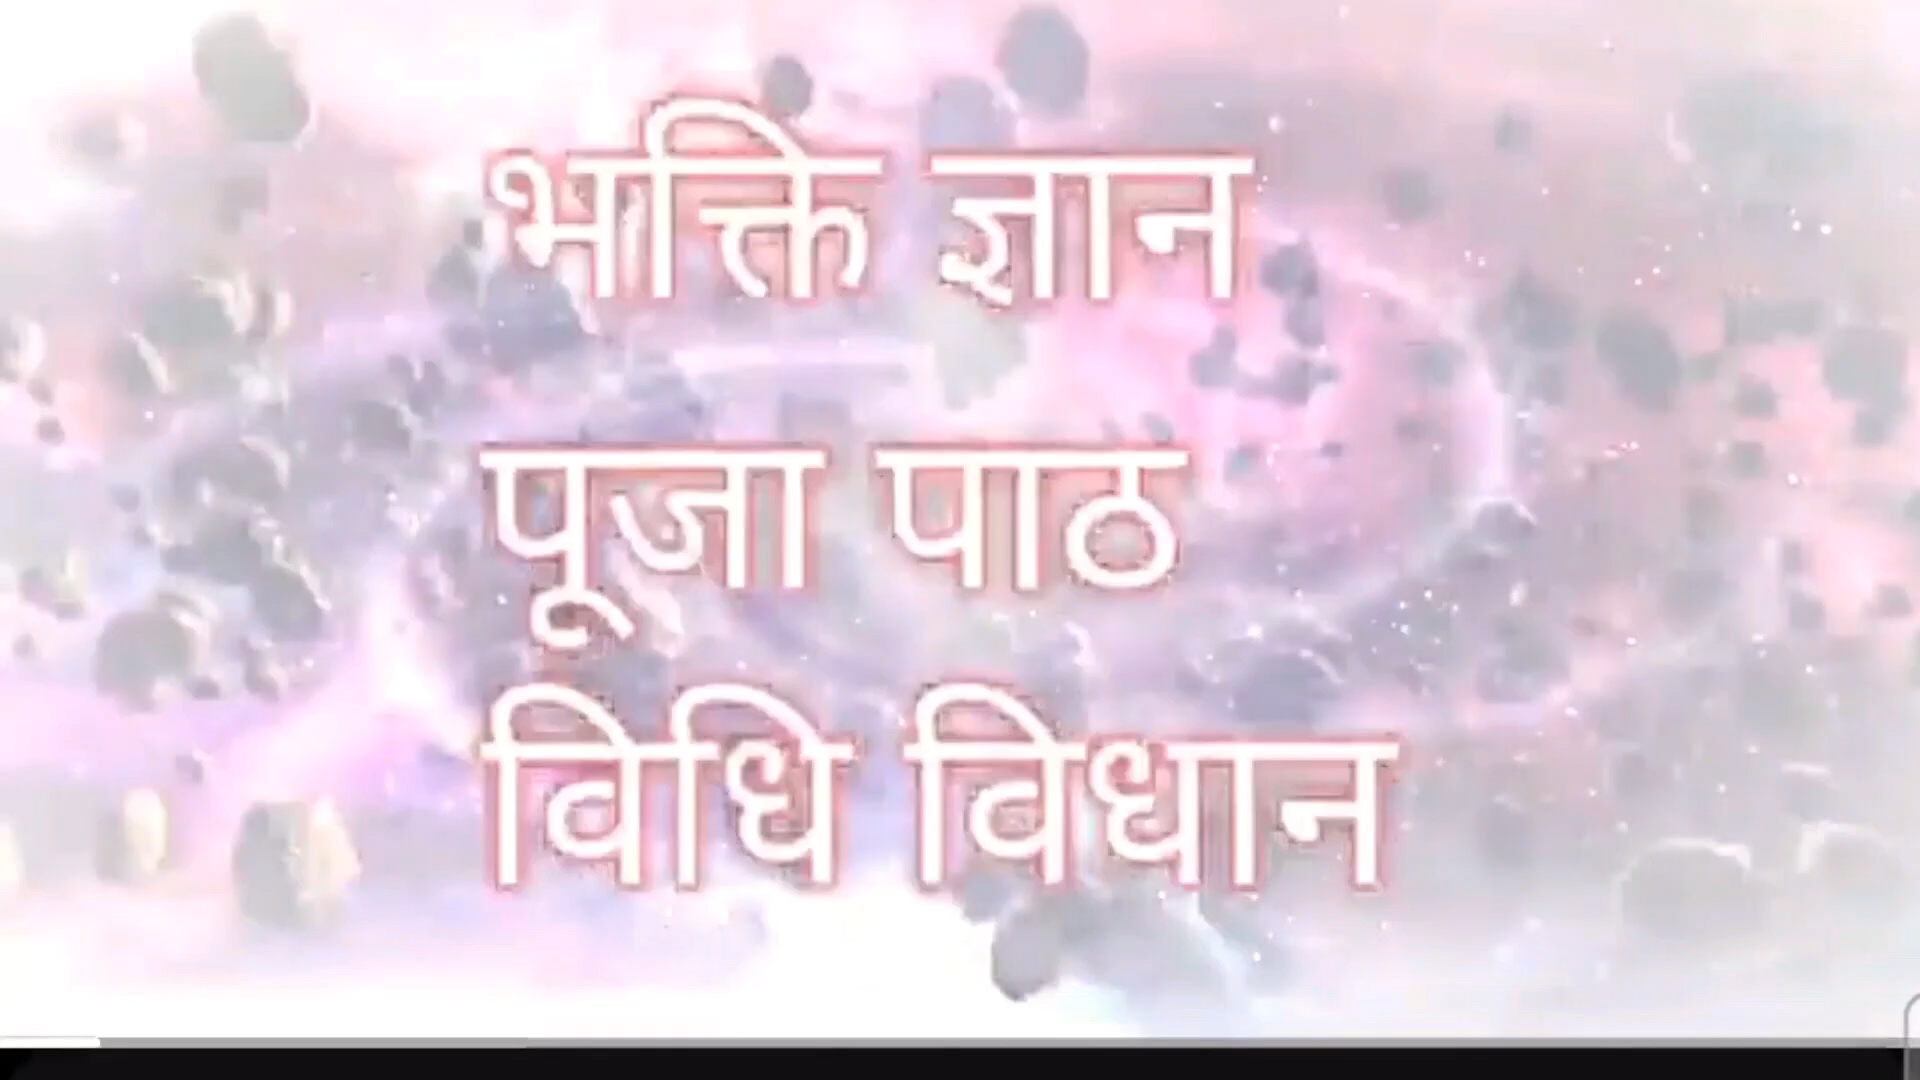 भक्ति ज्ञान
पूजा पाठ
विधि विधान